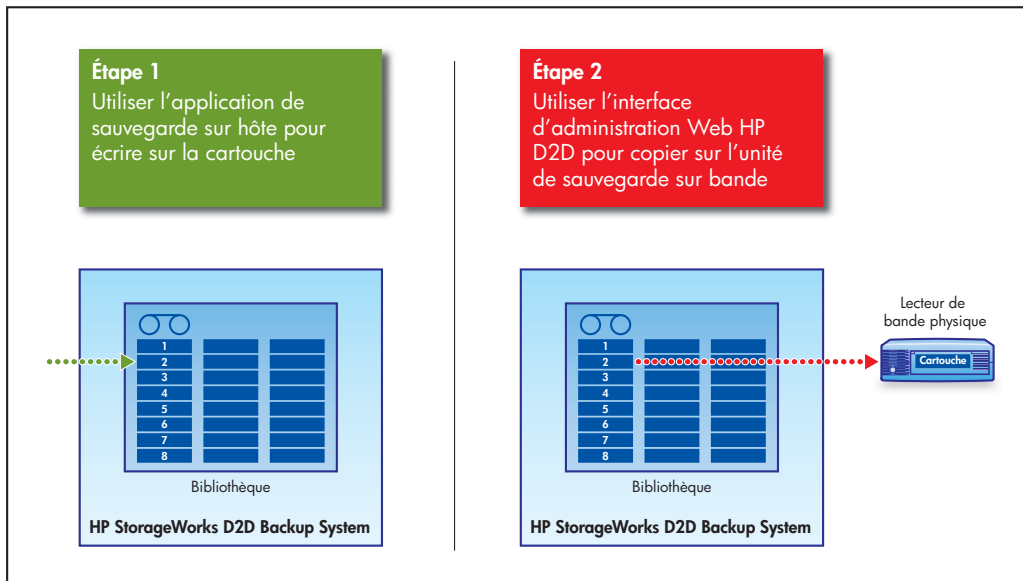 Étape 1
Utiliser l'application de
sauvegarde sur hôte pour
écrire sur la cartouche
Étape 2
Utiliser l'interface
d'administration Web HP
D2D pour copier sur l'unité
de sauvegarde sur bande
1
2
3
4
5
6
7
8
Bibliothèque
HP StorageWorks D2D Backup System
1
2
3
4
5
6
7
8
Bibliothèque
HP StorageWorks D2D Backup System
Lecteur de
bande physique
Cartouche